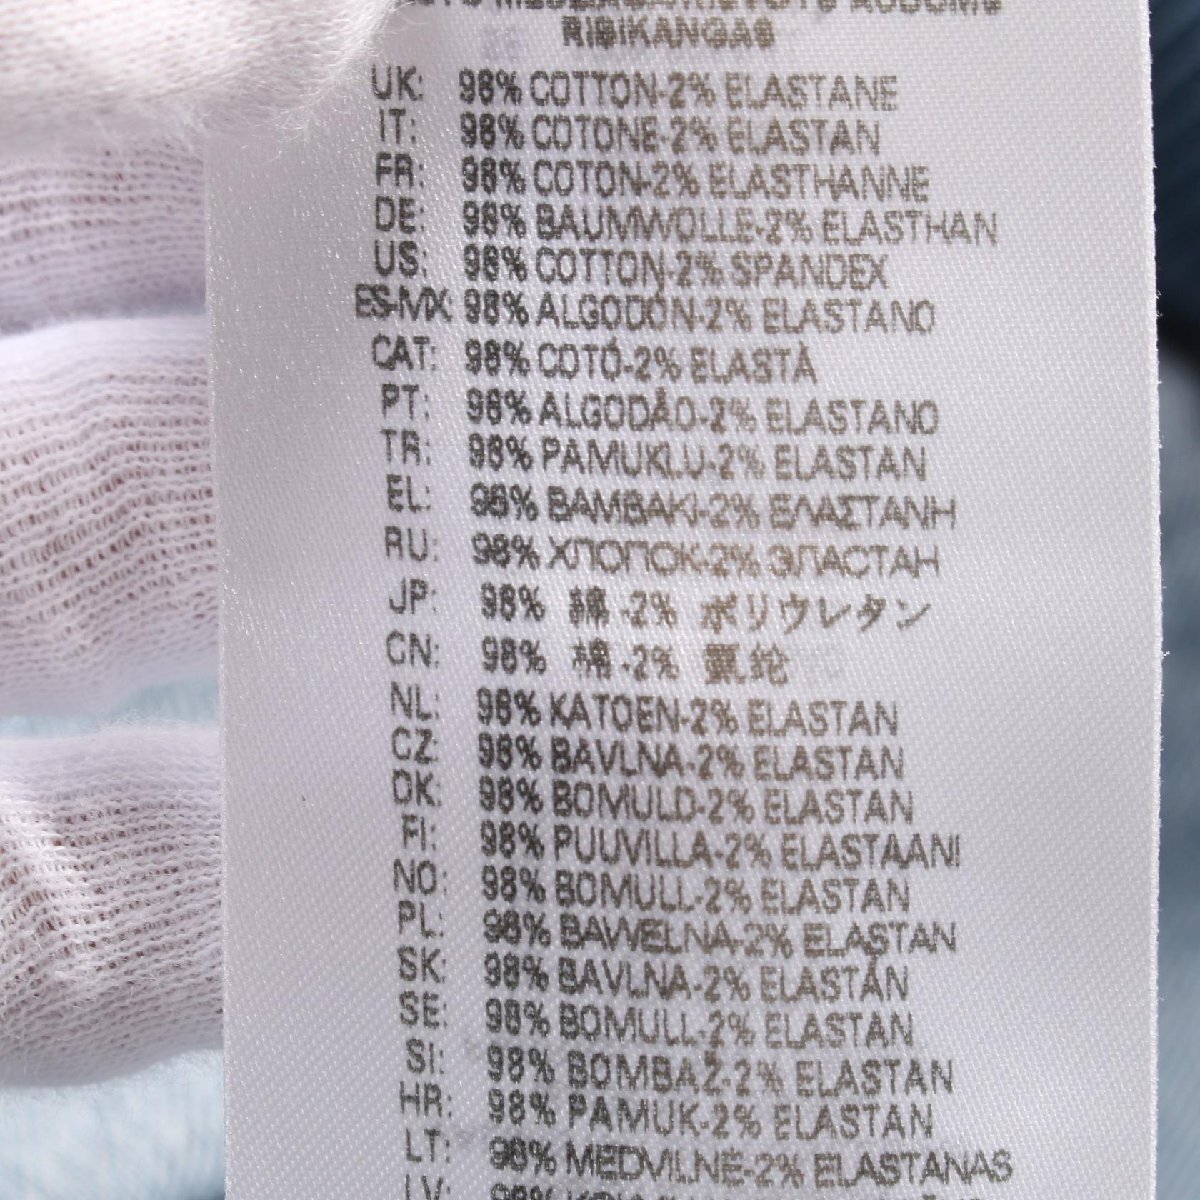 RIBIKANGAS
UK: 98% COTTON-2% ELASTANE
IT: 98% COTONE-2% ELASTAN
FR: 98% COTON-2% ELASTHANNE
DE: 98% BAUMWOLLE-2% ELASTHAN
US: 98% COTTON-2% SPANDEX
ES-MX: 98% ALGODÓN-2% ELASTANO
CAT: 98% COTÓ-2% ELASTÀ
PT: 98% ALGODÃO-2% ELASTANO
TR: 98% PAMUKLU-2% ELASTAN
EL: 98% ΒΑΜΒΑΚΙ-2% ΕΛΑΣΤΑΝΗ
RU: 98% ХЛОПОК-2% ЭЛАСТАН
JP: 98% 綿 -2% ポリウレタン
CN: 98% 棉 -2% 氨纶
NL: 98% KATOEN-2% ELASTAN
CZ: 98% BAVLNA-2% ELASTAN
DK: 98% BOMULD-2% ELASTAN
FI: 98% PUUVILLA-2% ELASTAANI
NO: 98% BOMULL-2% ELASTAN
PL: 98% BAWEŁNA-2% ELASTAN
SK: 98% BAVLNA-2% ELASTÁN
SE: 98% BOMULL-2% ELASTAN
SI: 98% BOMBAŽ-2% ELASTAN
HR: 98% PAMUK-2% ELASTAN
LT: 98% MEDVILNĖ-2% ELASTANAS
LV: 98%